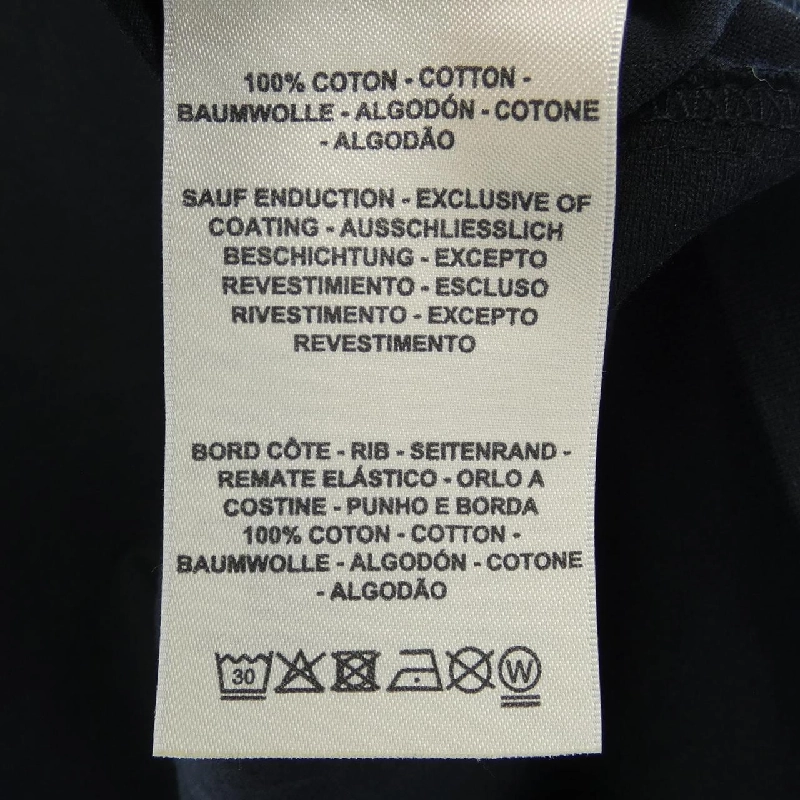 100% COTON - COTTON -
BAUMWOLLE - ALGODÓN - COTONE
- ALGODÃO
SAUF ENDUCTION - EXCLUSIVE OF
COATING - AUSSCHLIESSLICH
BESCHICHTUNG - EXCEPTO
REVESTIMIENTO - ESCLUSO
RIVESTIMENTO - EXCEPTO
REVESTIMENTO
BORD CÔTE - RIB - SEITENRAND -
REMATE ELÁSTICO - ORLO A
COSTINE - PUNHO E BORDA
100% COTON - COTTON -
BAUMWOLLE - ALGODÓN - COTONE
- ALGODÃO
30 W